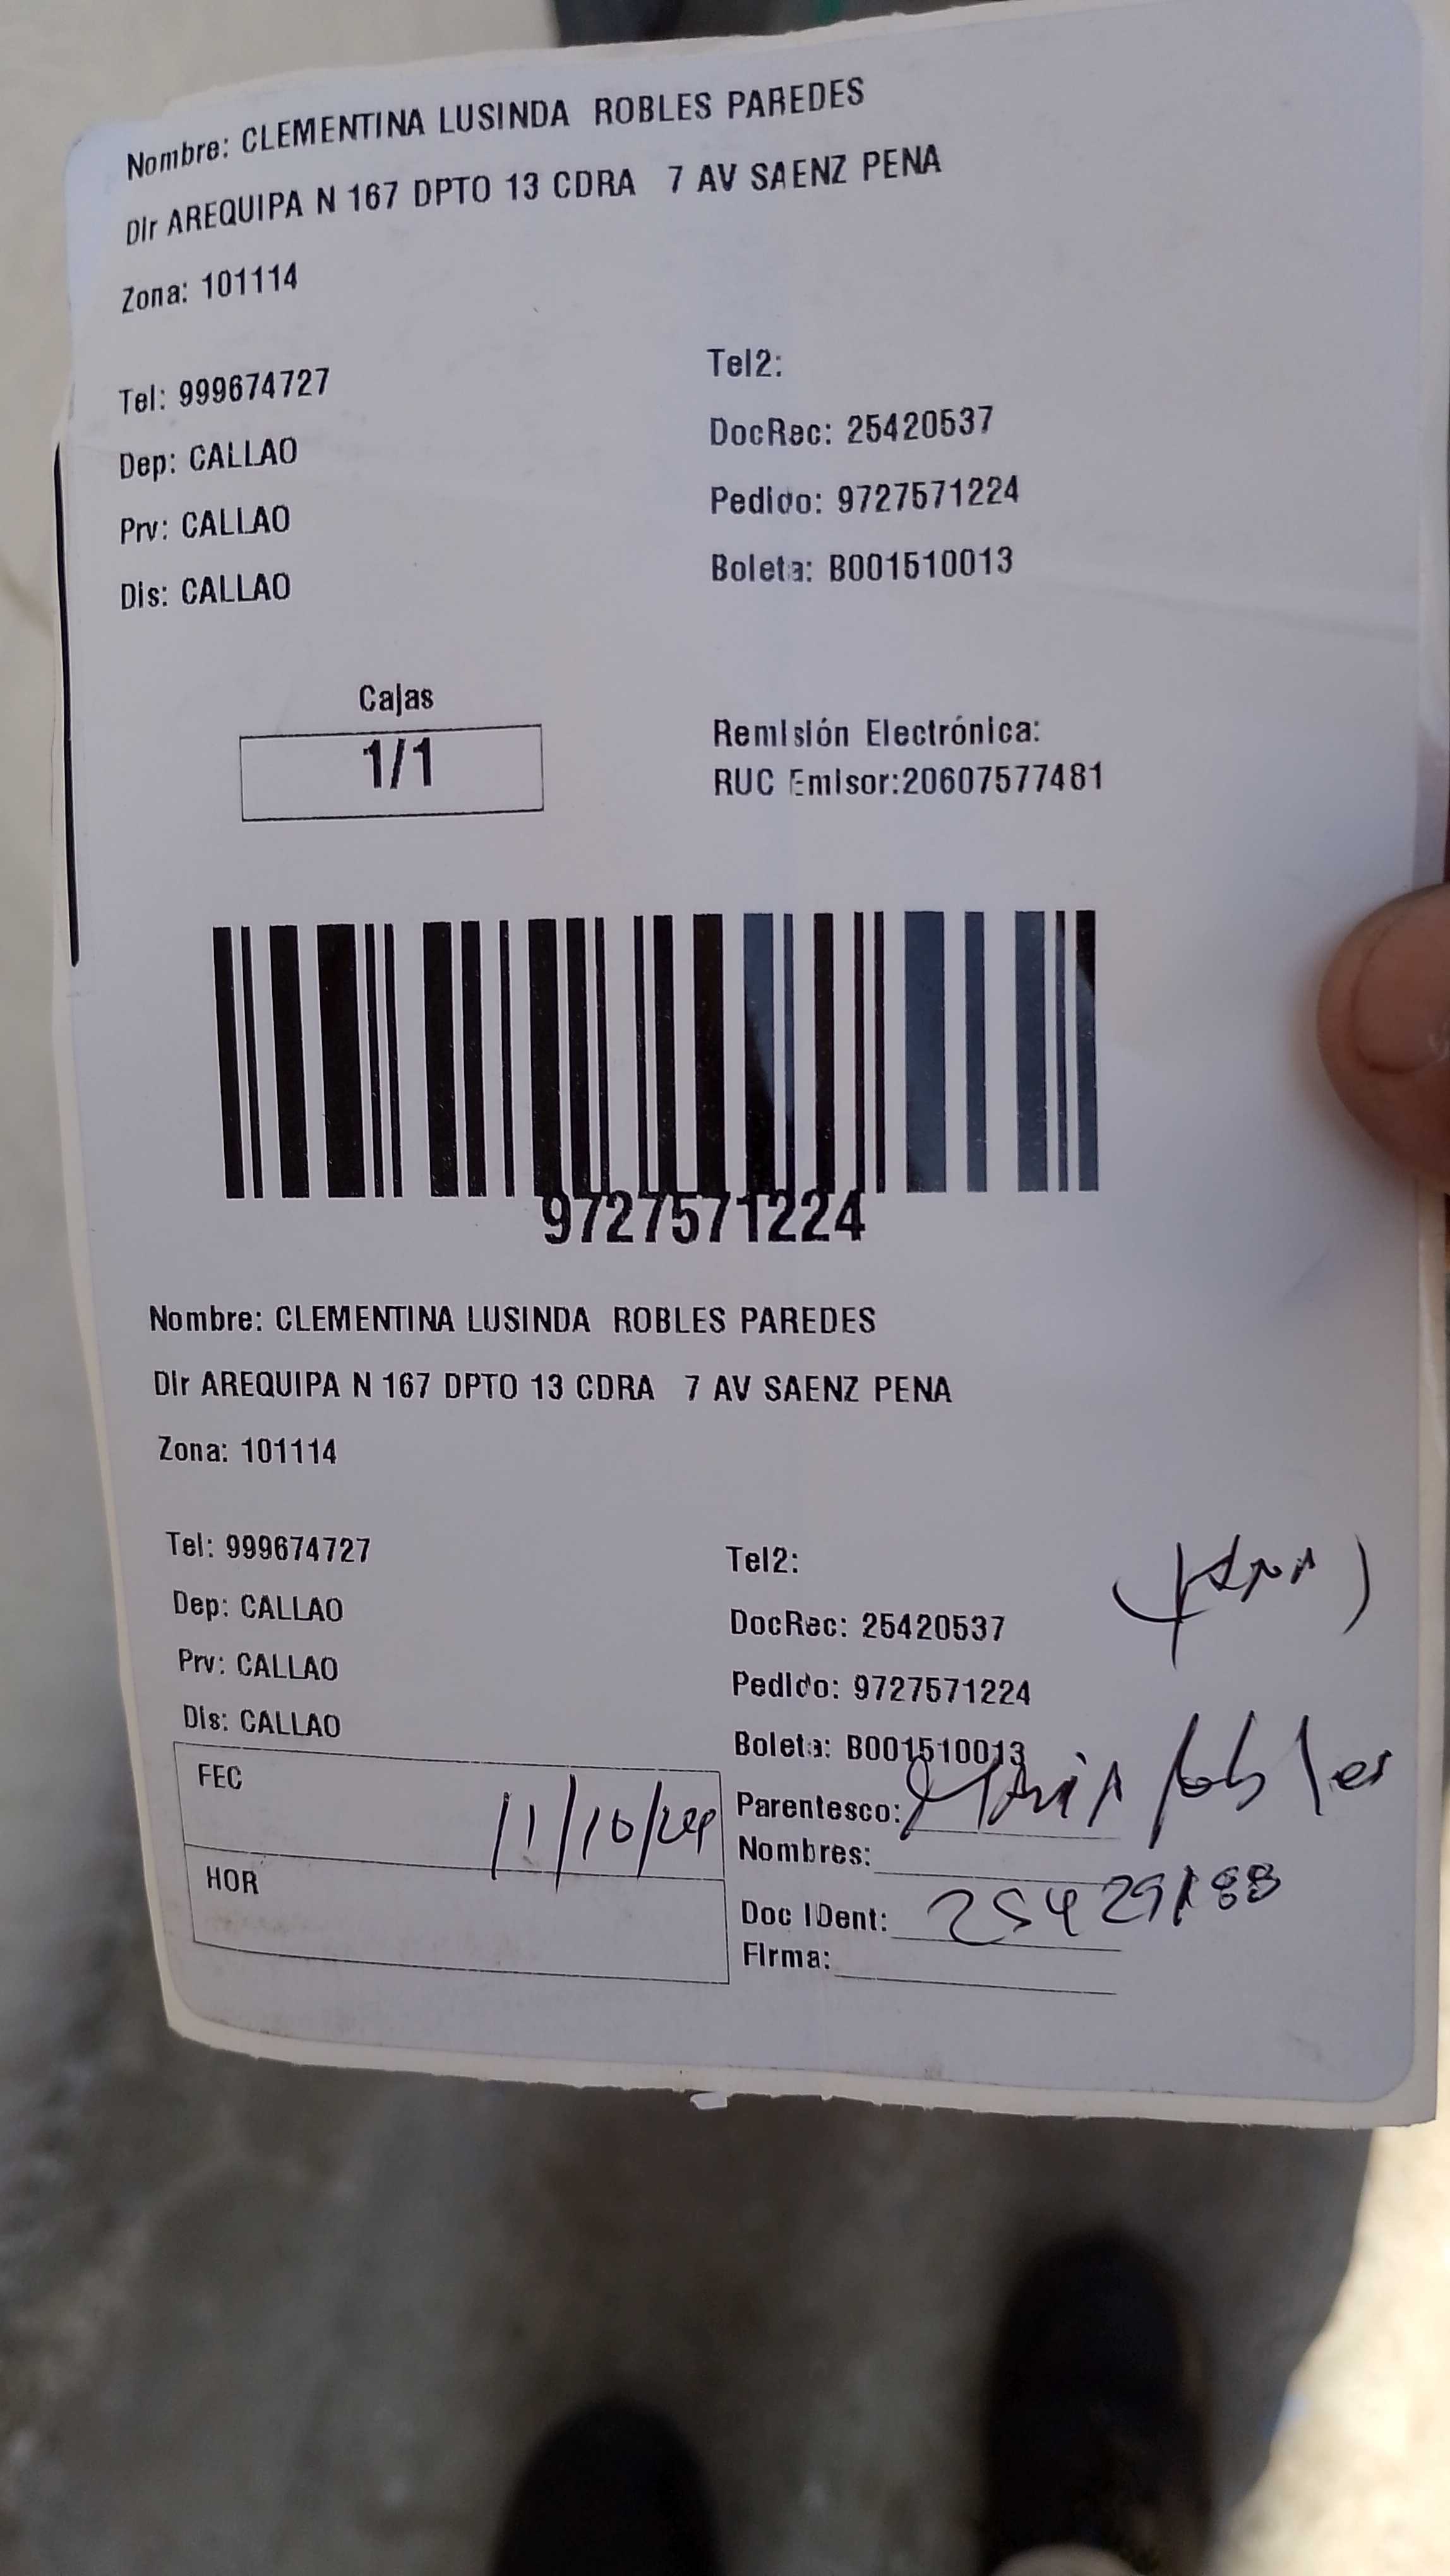 Nombre: CLEMENTINA LUSINDA ROBLES PAREDES
Dir AREQUIPA N 167 DPTO 13 CDRA 7 AV SAENZ PENA
Zona: 101114
Tel: 999674727
Tel2:
Dep: CALLAO
DocRec: 25420537
Prv: CALLAO
Pedido: 9727571224
Dis: CALLAO
Boleta: B001510013
Cajas
1/1
Remisión Electrónica:
RUC Emisor:20607577481
9727571224
Nombre: CLEMENTINA LUSINDA ROBLES PAREDES
Dir AREQUIPA N 167 DPTO 13 CDRA 7 AV SAENZ PENA
Zona: 101114
Tel: 999674727
Tel2:
Dep: CALLAO
DocRec: 25420537
Prv: CALLAO
Pedido: 9727571224
Dis: CALLAO
Boleta: B001510013
FEC 11/10/24
Parentesco: Robles
Nombres:
HOR
Doc IDent:
Firma: